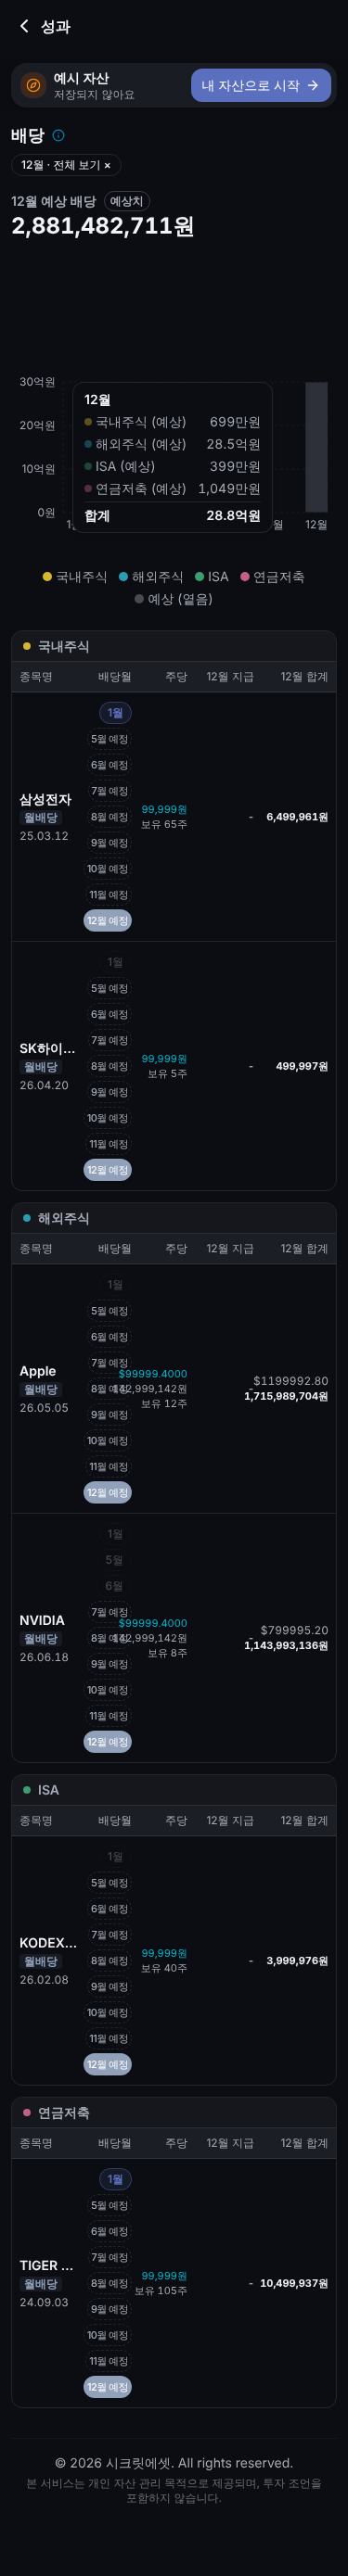 성과
예시 자산
저장되지 않아요
내 자산으로 시작 →
배당
12월 · 전체 보기 ×
12월 예상 배당 예상치
2,881,482,711원
30억원
20억원
10억원
0원
12월
국내주식 (예상) 699만원
해외주식 (예상) 28.5억원
ISA (예상) 399만원
연금저축 (예상) 1,049만원
합계 28.8억원
12월
국내주식 해외주식 ISA 연금저축
예상 (옅음)
국내주식
종목명 배당월 주당 12월 지급 12월 합계
삼성전자
월배당
25.03.12
1월
5월 예정
6월 예정
7월 예정
8월 예정
9월 예정
10월 예정
11월 예정
12월 예정
99,999원
보유 65주
-
6,499,961원
SK하이...
월배당
26.04.20
1월
5월 예정
6월 예정
7월 예정
8월 예정
9월 예정
10월 예정
11월 예정
12월 예정
99,999원
보유 5주
-
499,997원
해외주식
종목명 배당월 주당 12월 지급 12월 합계
Apple
월배당
26.05.05
1월
5월 예정
6월 예정
7월 예정
8월 예정
9월 예정
10월 예정
11월 예정
12월 예정
$99999.4000
142,999,142원
보유 12주
-
$1199992.80
1,715,989,704원
NVIDIA
월배당
26.06.18
1월
5월
6월
7월 예정
8월 예정
9월 예정
10월 예정
11월 예정
12월 예정
$99999.4000
142,999,142원
보유 8주
-
$799995.20
1,143,993,136원
ISA
종목명 배당월 주당 12월 지급 12월 합계
KODEX...
월배당
26.02.08
1월
5월 예정
6월 예정
7월 예정
8월 예정
9월 예정
10월 예정
11월 예정
12월 예정
99,999원
보유 40주
-
3,999,976원
연금저축
종목명 배당월 주당 12월 지급 12월 합계
TIGER ...
월배당
24.09.03
1월
5월 예정
6월 예정
7월 예정
8월 예정
9월 예정
10월 예정
11월 예정
12월 예정
99,999원
보유 105주
-
10,499,937원
© 2026 시크릿에셋. All rights reserved.
본 서비스는 개인 자산 관리 목적으로 제공되며, 투자 조언을
포함하지 않습니다.